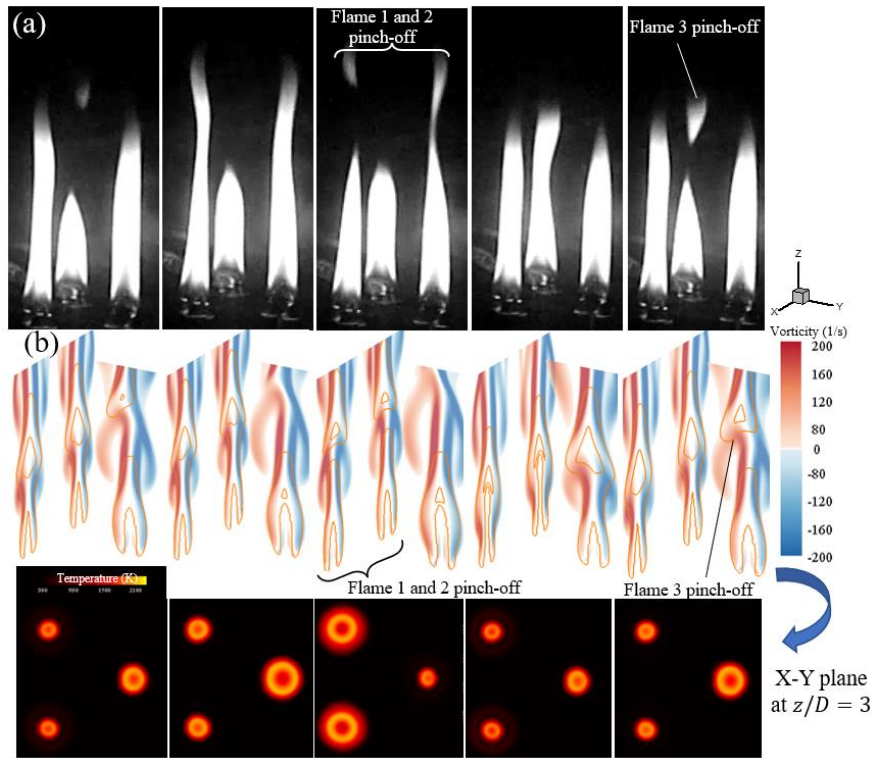 (a)
Flame 1 and 2
pinch-off
Flame 3 pinch-off
Z
X
Y
(b)
Vorticity (1/s)
200
160
120
80
0
-80
-120
-160
-200
Flame 1 and 2 pinch-off
Flame 3 pinch-off
Temperature (K)
300 900 1500 2100
X-Y plane
at z/D = 3